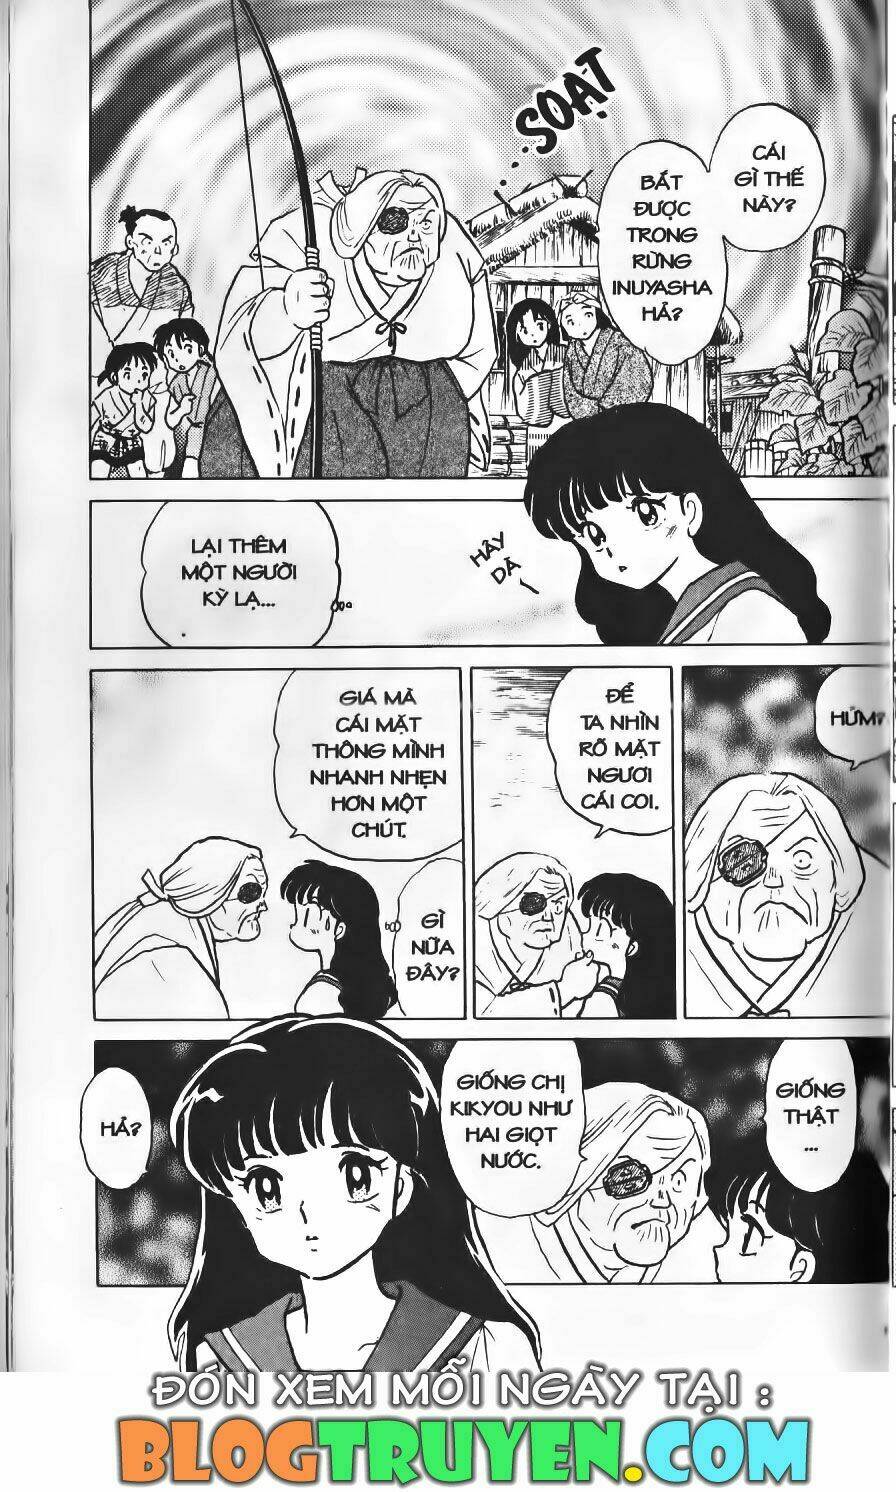 SOẠT
CÁI
GÌ THẾ
NÀY?
BẮT
ĐƯỢC
TRONG
RỪNG
INUYASHA
HẢ?
HÂY
DA
LẠI THÊM
MỘT NGƯỜI
KỲ LẠ...
HỪM?
ĐỂ
TA NHÌN
RÕ MẶT
NGƯƠI
CÁI COI.
GIÁ MÀ
CÁI MẶT
THÔNG MÌNH
NHANH NHẸN
HƠN MỘT
CHÚT.
GÌ
NỮA
ĐÂY?
GIỐNG
THẬT
...
GIỐNG CHỊ
KIKYOU NHƯ
HAI GIỌT
NƯỚC.
HẢ?
ĐÓN XEM MỖI NGÀY TẠI :
BLOGTRUYEN.COM